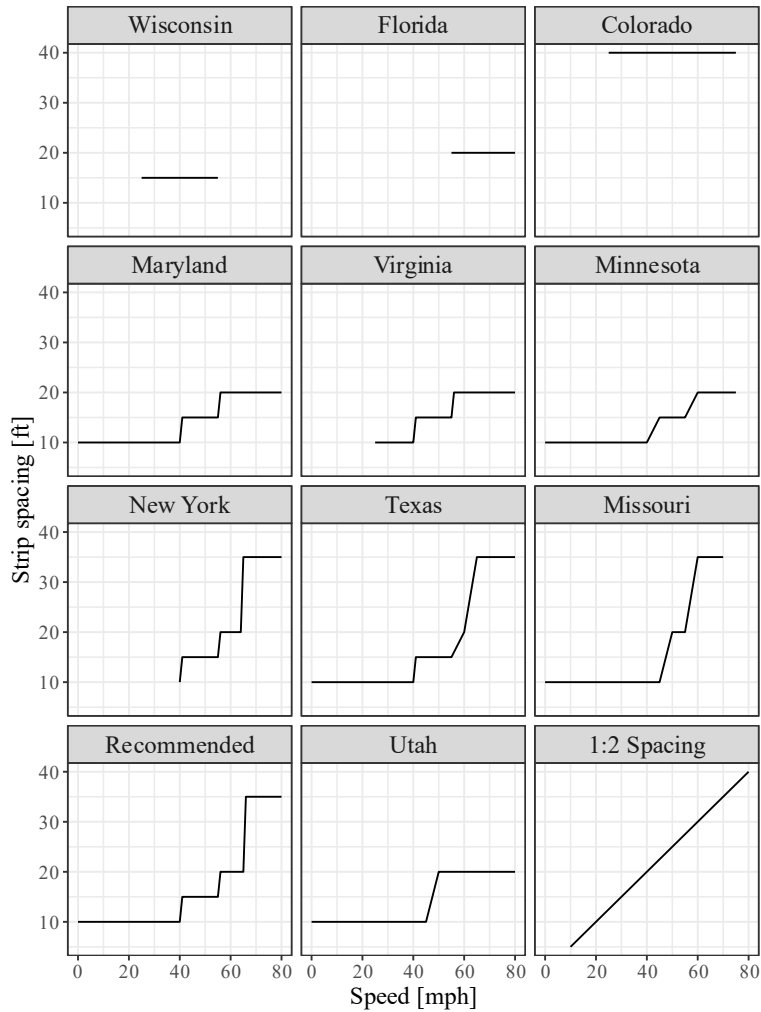 Wisconsin Florida Colorado
40
30
20
10
Maryland Virginia Minnesota
40
30
20
10
New York Texas Missouri
40
30
20
10
Recommended Utah 1:2 Spacing
40
30
20
10
0 20 40 60 80 0 20 40 60 80 0 20 40 60 80
Speed [mph]
Strip spacing [ft]